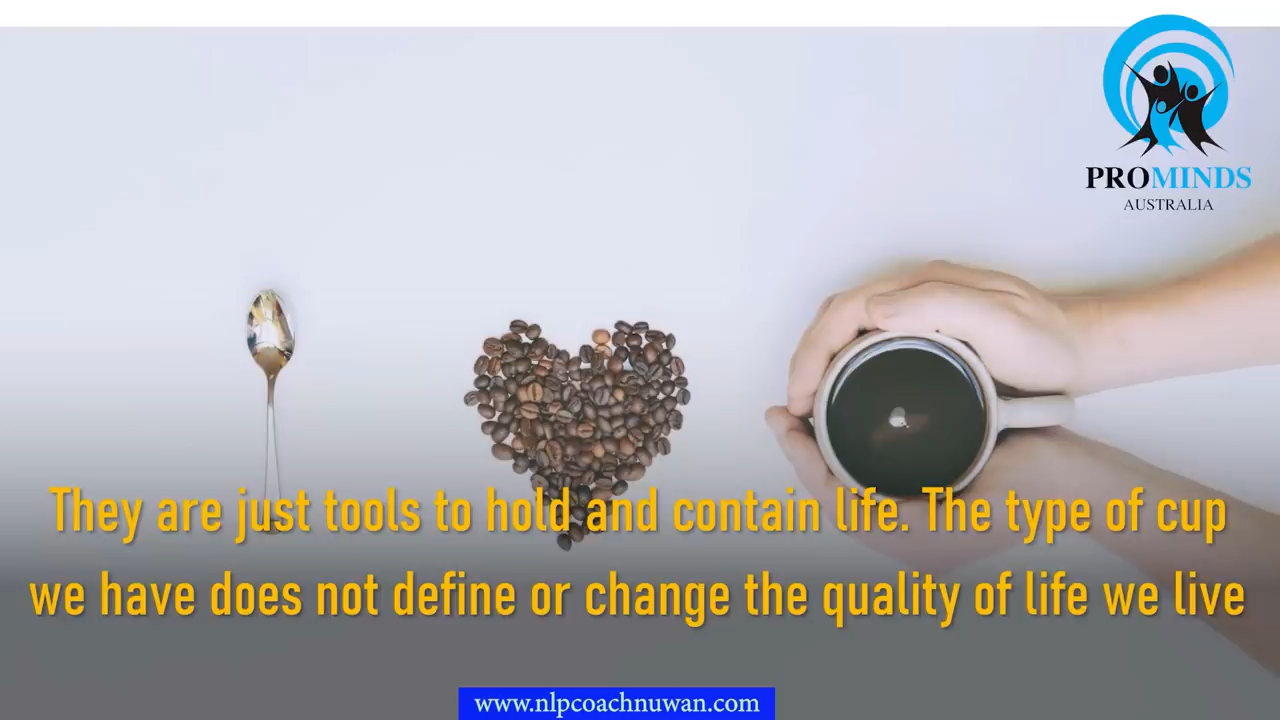 PROMINDS
AUSTRALIA
They are just tools to hold and contain life. The type of cup
we have does not define or change the quality of life we live
www.nlpcoachnuwan.com